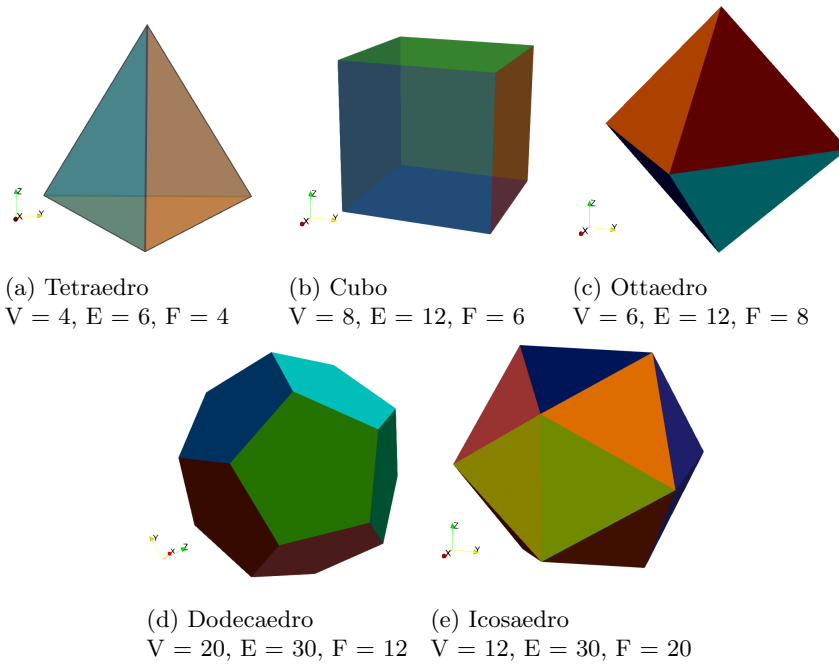 Z
X
Y
Z
X
Y
Z
X
Y
(a) Tetraedro
V = 4, E = 6, F = 4
(b) Cubo
V = 8, E = 12, F = 6
(c) Ottaedro
V = 6, E = 12, F = 8
Y
X
Z
Z
X
Y
(d) Dodecaedro
V = 20, E = 30, F = 12
(e) Icosaedro
V = 12, E = 30, F = 20